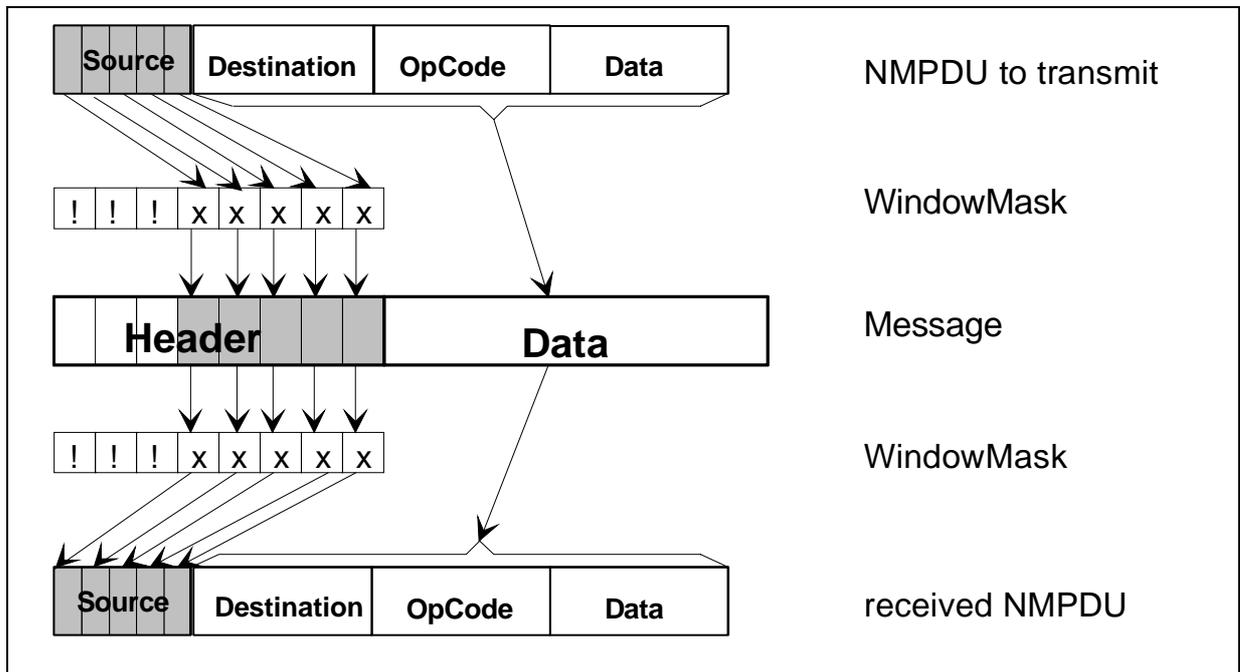 Source Destination OpCode Data NMPDU to transmit
! ! ! x x x x x WindowMask
Header Data Message
! ! ! x x x x x WindowMask
Source Destination OpCode Data received NMPDU